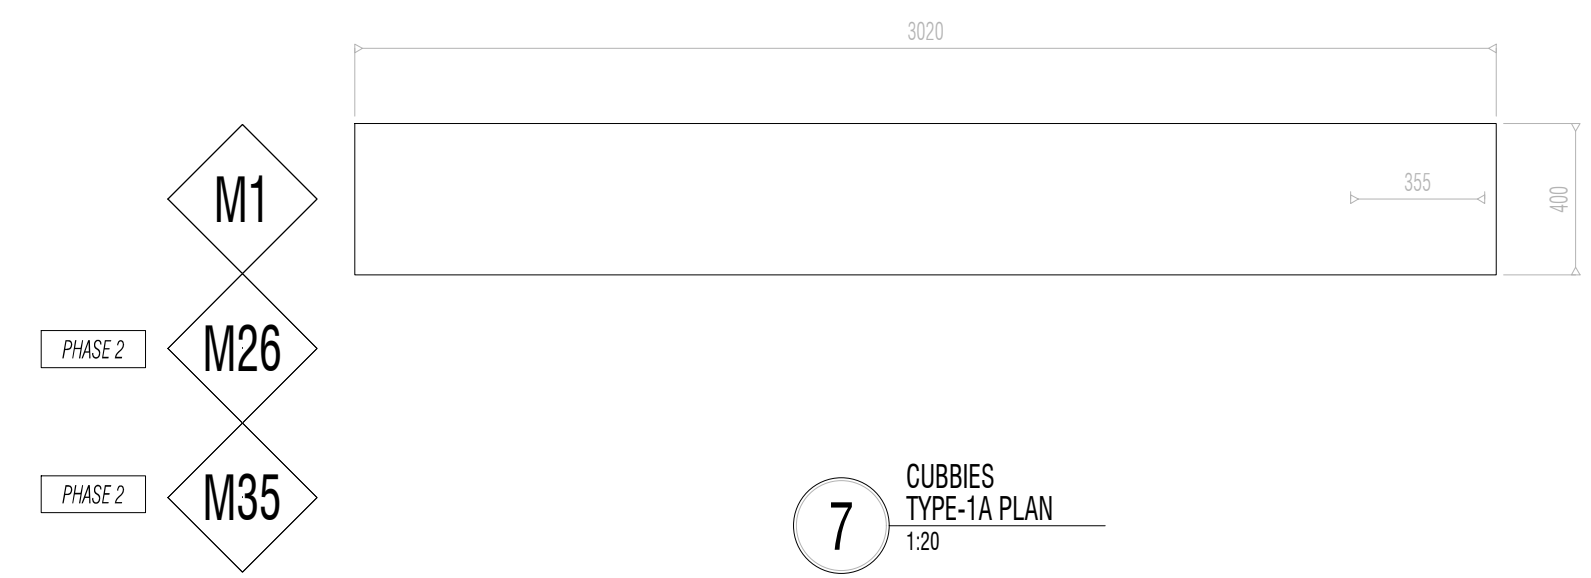 3020
M1
355
400
PHASE 2
M26
PHASE 2
M35
7
CUBBIES
TYPE-1A PLAN
1:20